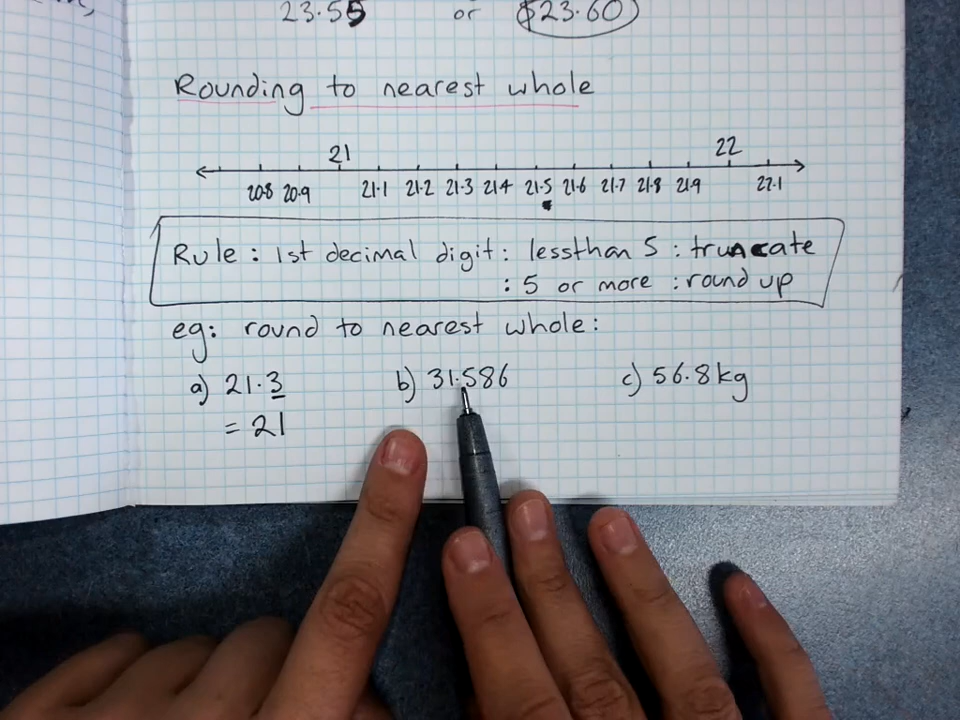 23.55 or $23.60
Rounding to nearest whole
21 22
20.8 20.9 21.1 21.2 21.3 21.4 21.5 21.6 21.7 21.8 21.9 22.1
Rule : 1st decimal digit : lessthan 5 : truncate
: 5 or more : round up
eg: round to nearest whole :
a) 21.3 b) 31.586 c) 56.8 kg
= 21